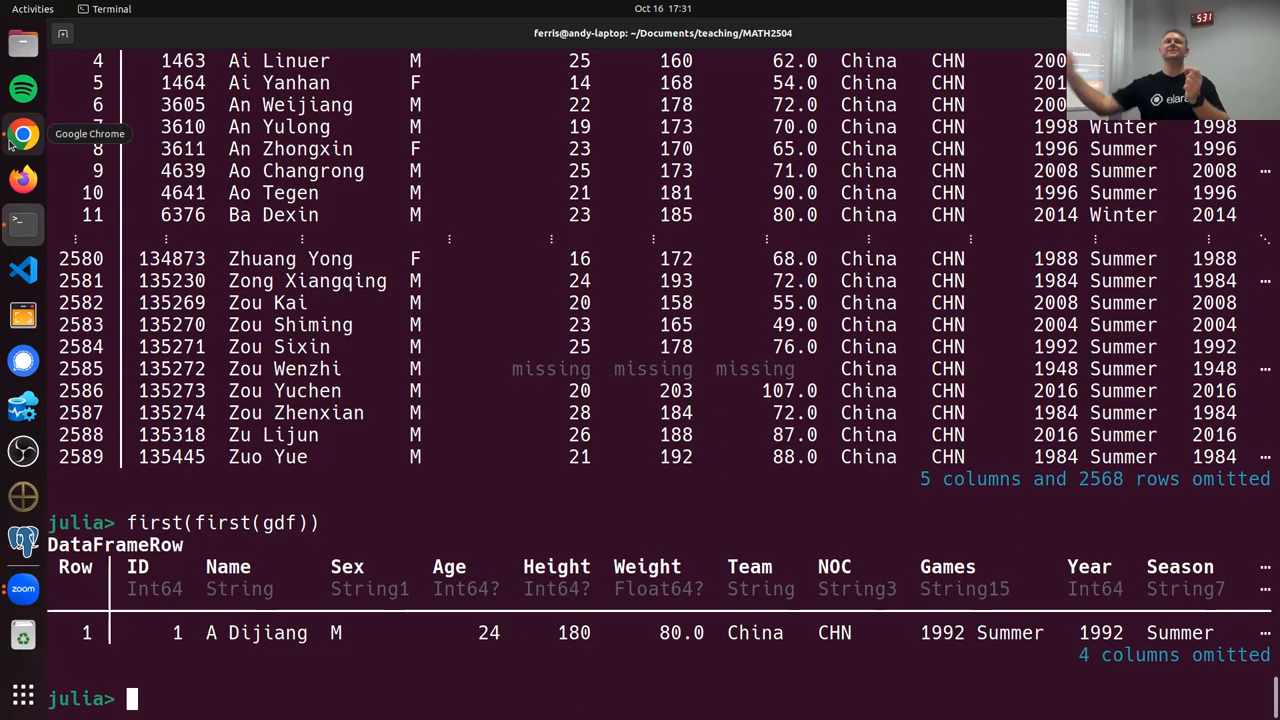 Activities Terminal Oct 16 17:31
ferris@andy-laptop: ~/Documents/teaching/MATH2504
531
elara
Google Chrome
4 1463 Ai Linuer M 25 160 62.0 China CHN
5 1464 Ai Yanhan F 14 168 54.0 China CHN
6 3605 An Weijiang M 22 178 72.0 China CHN
7 3610 An Yulong M 19 173 70.0 China CHN 1998 Winter 1998
8 3611 An Zhongxin F 23 170 65.0 China CHN 1996 Summer 1996
9 4639 Ao Changrong M 25 173 71.0 China CHN 2008 Summer 2008 …
10 4641 Ao Tegen M 21 181 90.0 China CHN 1996 Summer 1996
11 6376 Ba Dexin M 23 185 80.0 China CHN 2014 Winter 2014
⋮ ⋮ ⋮ ⋮ ⋮ ⋮ ⋮ ⋮ ⋮ ⋮ ⋮ ⋱
2580 134873 Zhuang Yong F 16 172 68.0 China CHN 1988 Summer 1988
2581 135230 Zong Xiangqing M 24 193 72.0 China CHN 1984 Summer 1984 …
2582 135269 Zou Kai M 20 158 55.0 China CHN 2008 Summer 2008
2583 135270 Zou Shiming M 23 165 49.0 China CHN 2004 Summer 2004
2584 135271 Zou Sixin M 25 178 76.0 China CHN 1992 Summer 1992
2585 135272 Zou Wenzhi M missing missing missing China CHN 1948 Summer 1948 …
2586 135273 Zou Yuchen M 20 203 107.0 China CHN 2016 Summer 2016
2587 135274 Zou Zhenxian M 28 184 72.0 China CHN 1984 Summer 1984
2588 135318 Zu Lijun M 26 188 87.0 China CHN 2016 Summer 2016
2589 135445 Zuo Yue M 21 192 88.0 China CHN 1984 Summer 1984 …
5 columns and 2568 rows omitted
julia> first(first(gdf))
DataFrameRow
Row ID Name Sex Age Height Weight Team NOC Games Year Season …
Int64 String String1 Int64? Int64? Float64? String String3 String15 Int64 String7 …
1 1 A Dijiang M 24 180 80.0 China CHN 1992 Summer 1992 Summer …
4 columns omitted
julia>
zoom